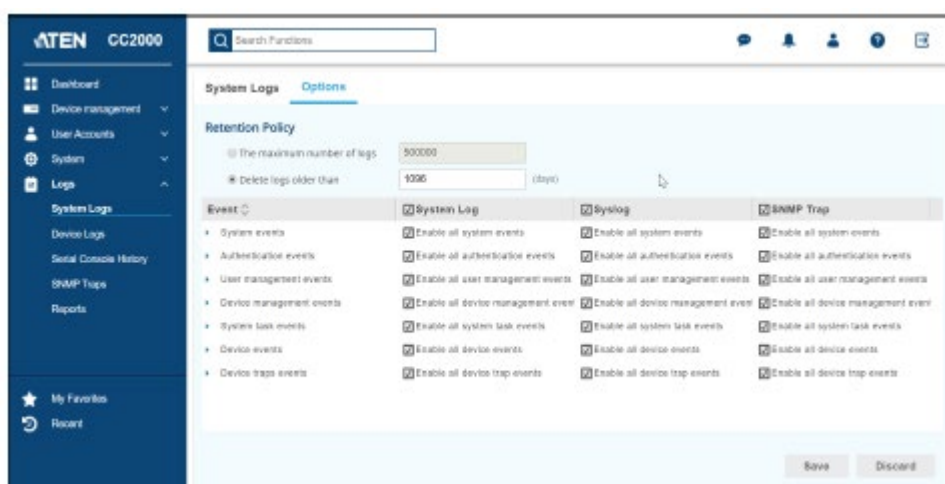 ATEN CC2000
Search Functions
Dashboard
Device management
User Accounts
System
Logs
System Logs
Device Logs
Serial Console History
SNMP Traps
Reports
My Favorites
Recent
System Logs Options
Retention Policy
The maximum number of logs 500000
Delete logs older than 1096 (days)
Event System Log Syslog SNMP Trap
System events Enable all system events Enable all system events Enable all system events
Authentication events Enable all authentication events Enable all authentication events Enable all authentication events
User management events Enable all user management events Enable all user management events Enable all user management events
Device management events Enable all device management event Enable all device management event Enable all device management event
System task events Enable all system task events Enable all system task events Enable all system task events
Device events Enable all device events Enable all device events Enable all device events
Device traps events Enable all device trap events Enable all device trap events Enable all device trap events
Save Discard